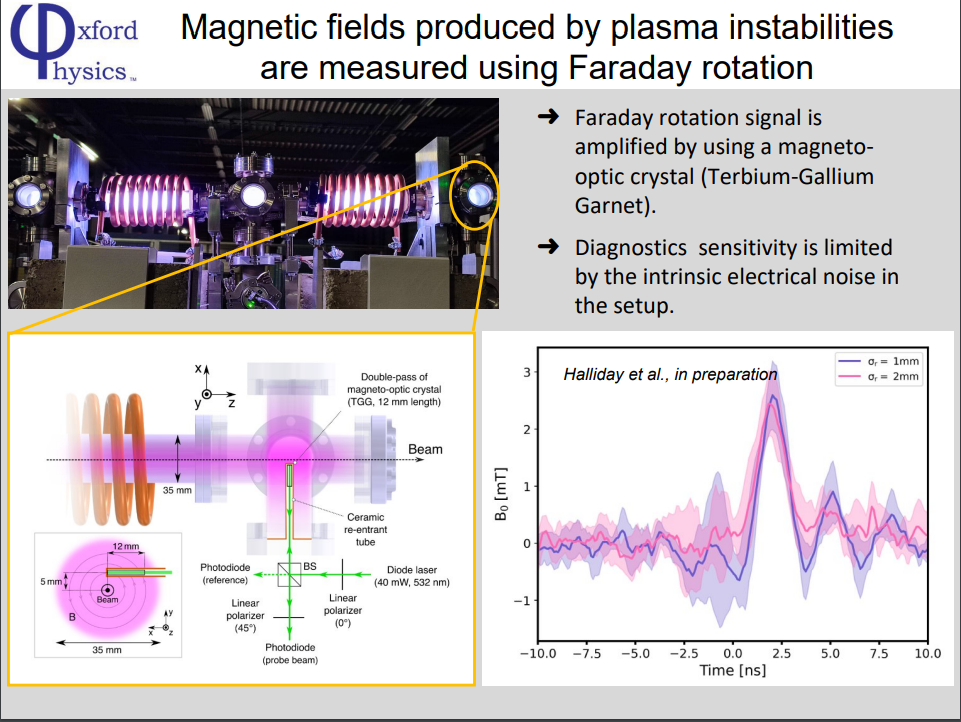 φ xford
hysics™
Magnetic fields produced by plasma instabilities
are measured using Faraday rotation
➜ Faraday rotation signal is
amplified by using a magneto-
optic crystal (Terbium-Gallium
Garnet).
➜ Diagnostics sensitivity is limited
by the intrinsic electrical noise in
the setup.
x
y
z
Double-pass of
magneto-optic crystal
(TGG, 12 mm length)
Beam
35 mm
Ceramic
re-entrant
tube
BS
Photodiode
(reference)
Diode laser
(40 mW, 532 nm)
Linear
polarizer
(45°)
Linear
polarizer
(0°)
Photodiode
(probe beam)
12 mm
5 mm
Beam
B
y
x
z
35 mm
Halliday et al., in preparation
σr = 1mm
σr = 2mm
B0 [mT]
3
2
1
0
−1
−10.0 −7.5 −5.0 −2.5 0.0 2.5 5.0 7.5 10.0
Time [ns]